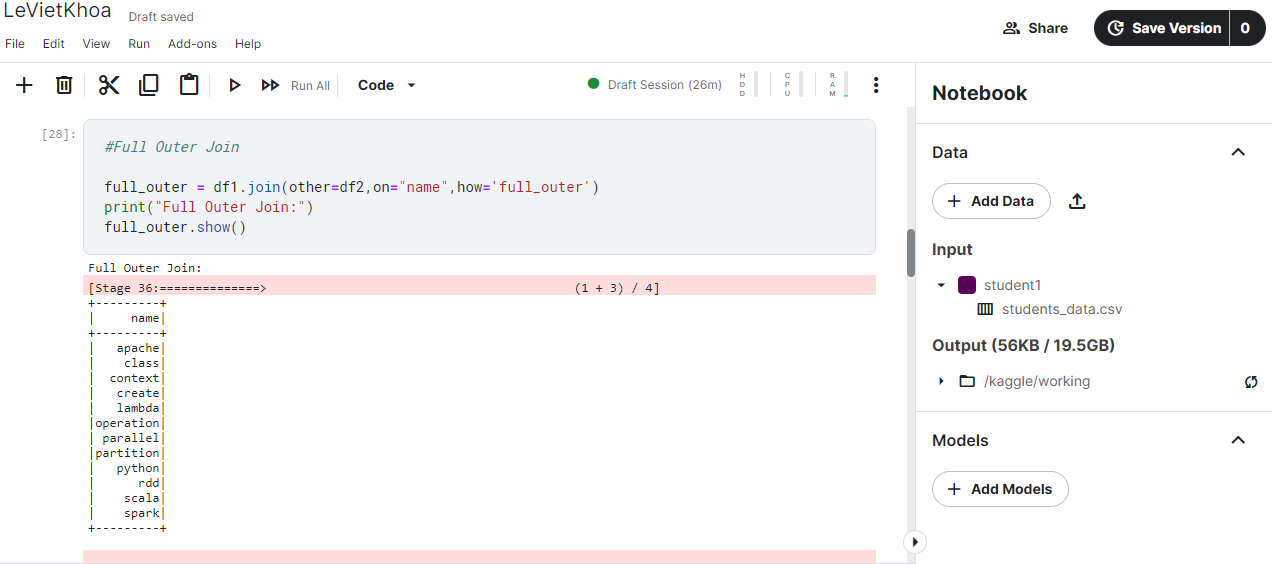 LeVietKhoa Draft saved
File Edit View Run Add-ons Help
Share
Save Version 0
Run All Code
Draft Session (26m)
HDD
CPU
RAM
[28]:
#Full Outer Join
full_outer = df1.join(other=df2,on="name",how='full_outer')
print("Full Outer Join:")
full_outer.show()
Full Outer Join:
[Stage 36:==============> (1 + 3) / 4]
+---------+
|     name|
+---------+
|   apache|
|    class|
|  context|
|   create|
|   lambda|
|operation|
| parallel|
|partition|
|   python|
|      rdd|
|    scala|
|    spark|
+---------+
Notebook
Data
Add Data
Input
student1
students_data.csv
Output (56KB / 19.5GB)
/kaggle/working
Models
Add Models